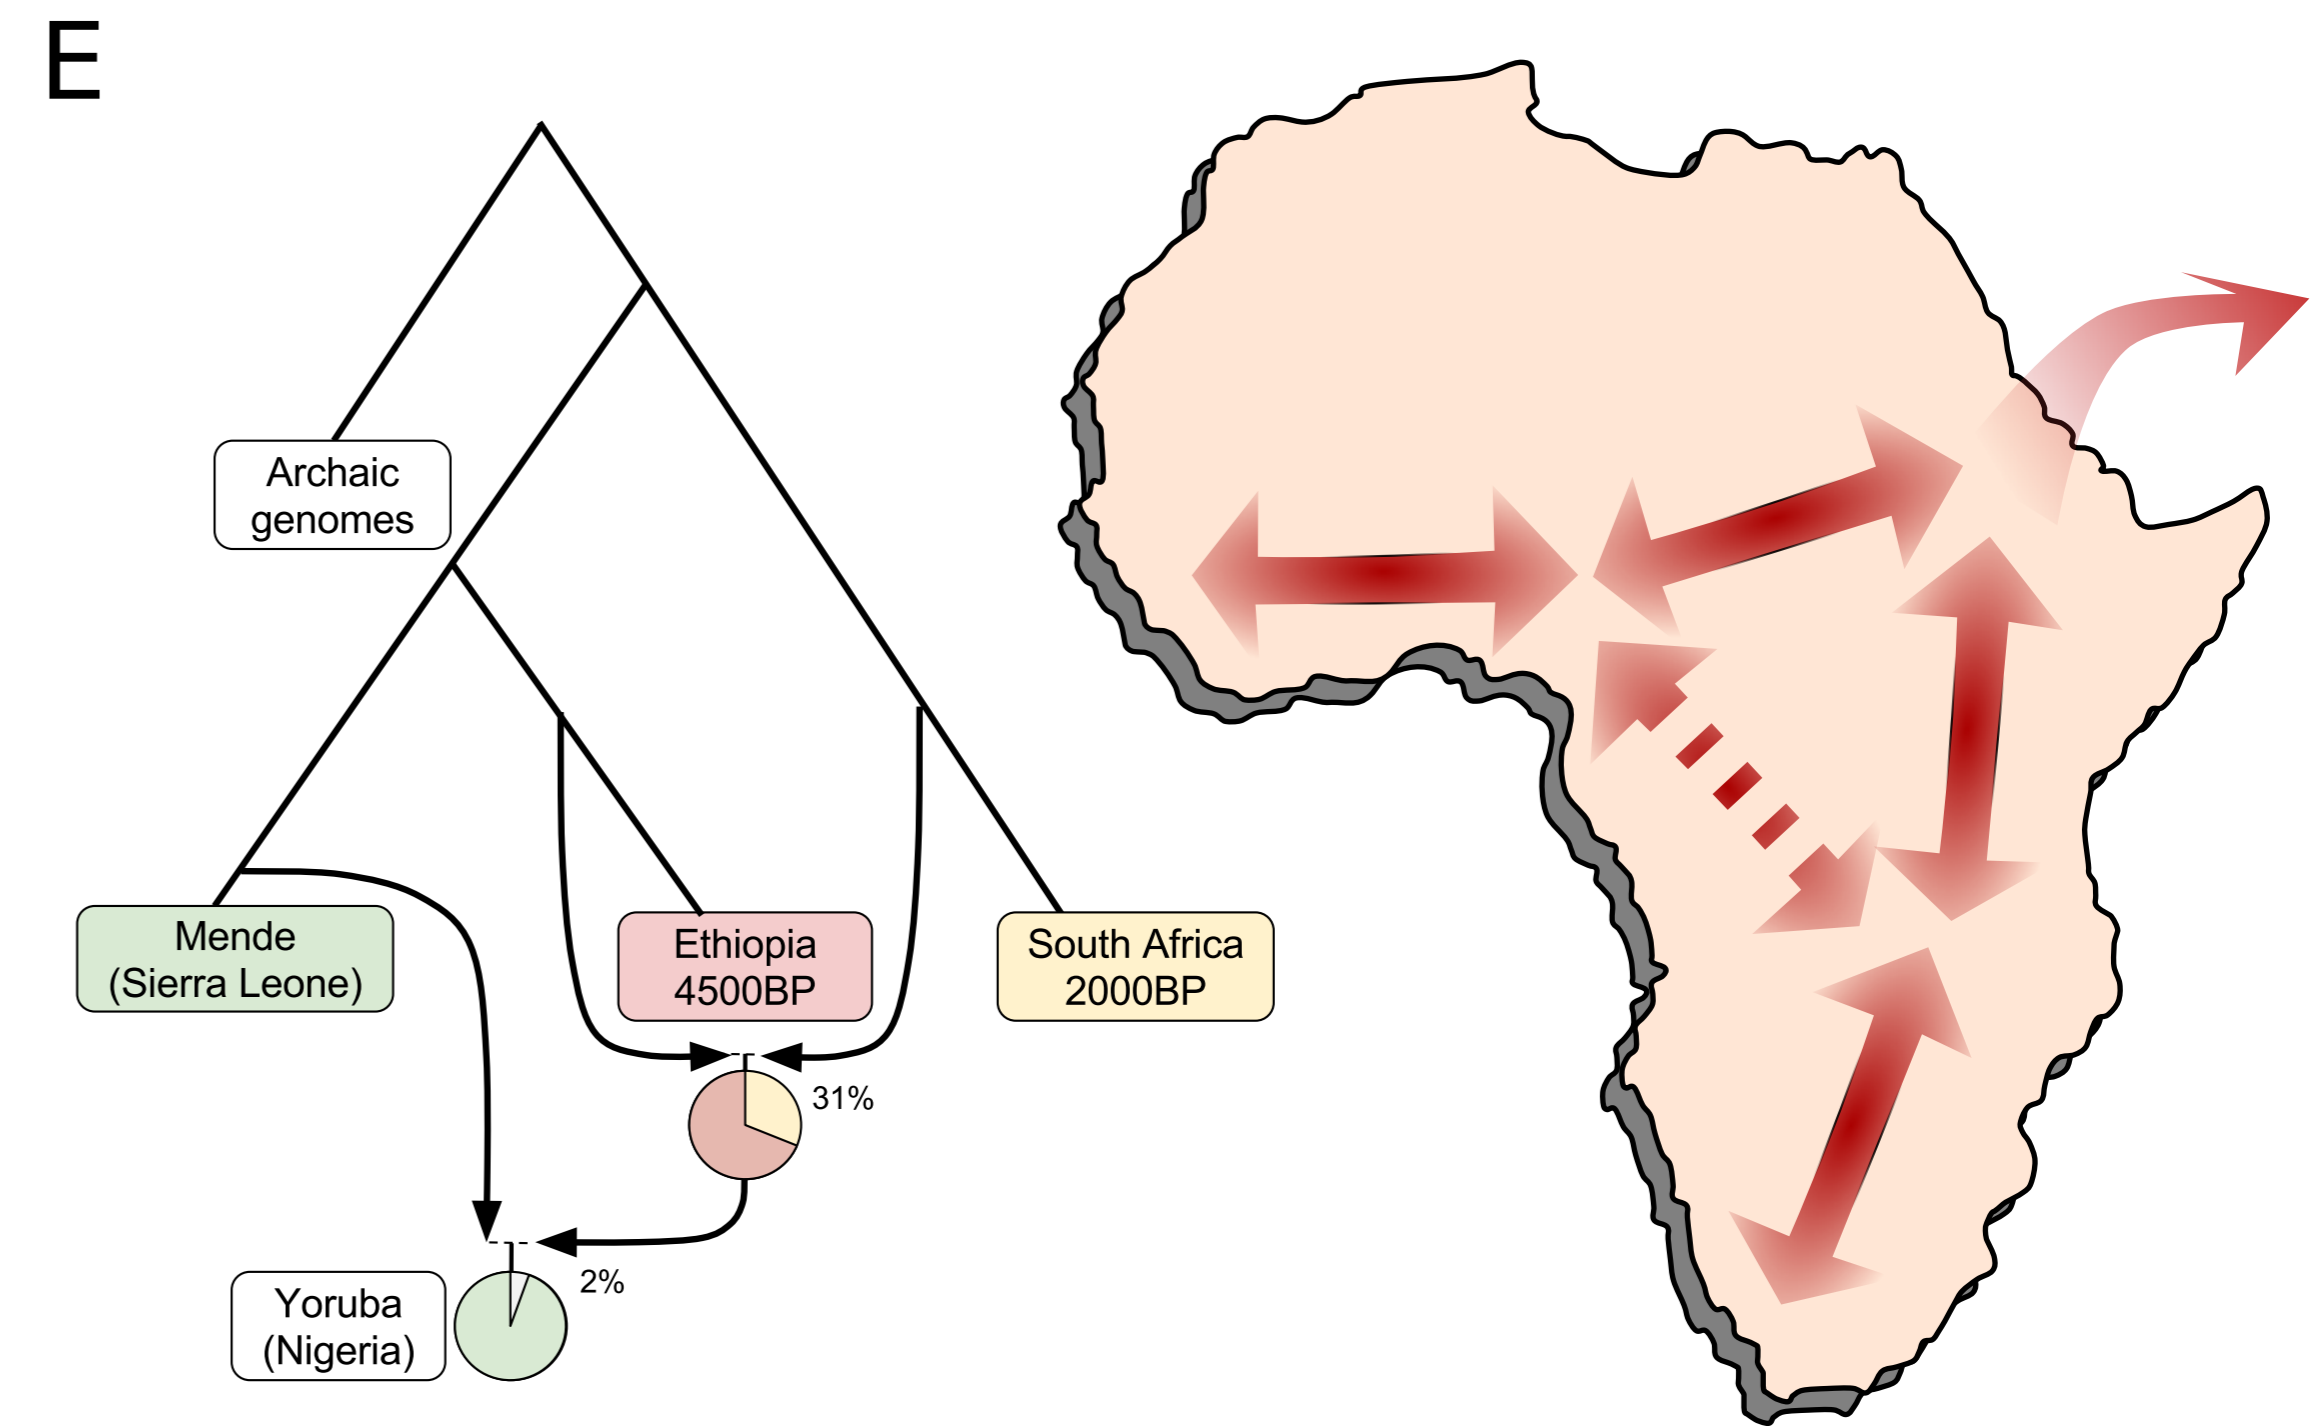 E
Archaic
genomes
Mende
(Sierra Leone)
Ethiopia
4500BP
South Africa
2000BP
31%
2%
Yoruba
(Nigeria)